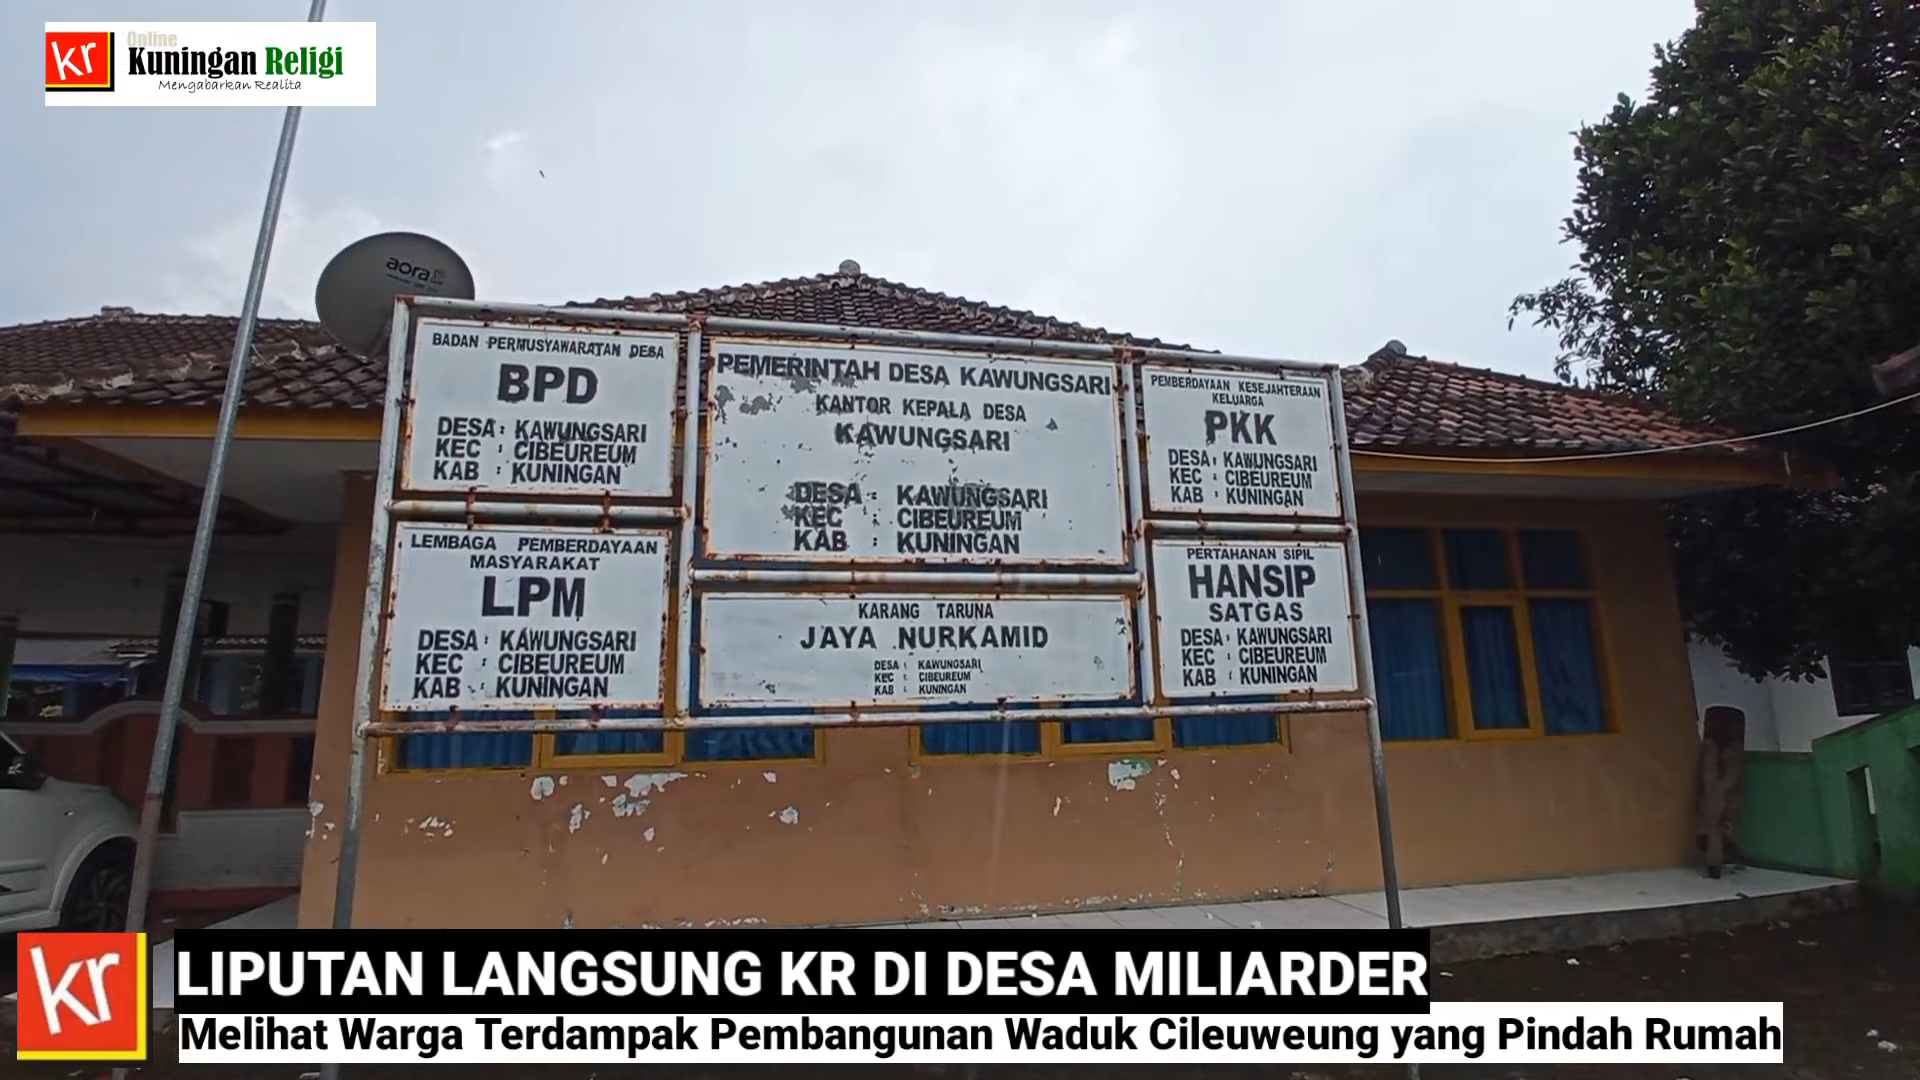 kr
Online
Kuningan Religi
Mengabarkan Realita
aora
BADAN PERMUSYAWARATAN DESA
BPD
DESA : KAWUNGSARI
KEC : CIBEUREUM
KAB : KUNINGAN
PEMERINTAH DESA KAWUNGSARI
KANTOR KEPALA DESA
KAWUNGSARI
DESA : KAWUNGSARI
KEC : CIBEUREUM
KAB : KUNINGAN
PEMBERDAYAAN KESEJAHTERAAN
KELUARGA
PKK
DESA : KAWUNGSARI
KEC : CIBEUREUM
KAB : KUNINGAN
LEMBAGA PEMBERDAYAAN
MASYARAKAT
LPM
DESA : KAWUNGSARI
KEC : CIBEUREUM
KAB : KUNINGAN
KARANG TARUNA
JAYA NURKAMID
DESA : KAWUNGSARI
KEC : CIBEUREUM
KAB : KUNINGAN
PERTAHANAN SIPIL
HANSIP
SATGAS
DESA : KAWUNGSARI
KEC : CIBEUREUM
KAB : KUNINGAN
kr
LIPUTAN LANGSUNG KR DI DESA MILIARDER
Melihat Warga Terdampak Pembangunan Waduk Cileuweung yang Pindah Rumah